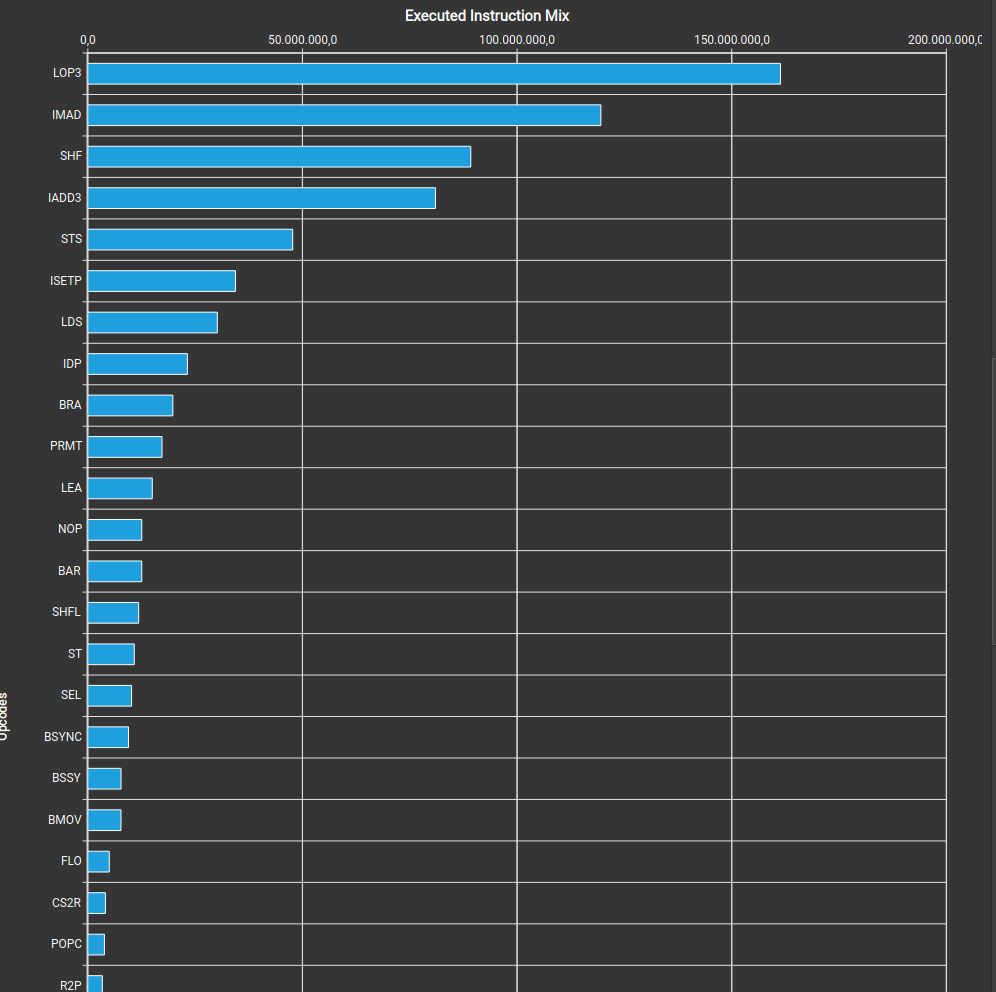 Executed Instruction Mix
0,0 50.000.000,0 100.000.000,0 150.000.000,0 200.000.000,0
LOP3
IMAD
SHF
IADD3
STS
ISETP
LDS
IDP
BRA
PRMT
LEA
NOP
BAR
SHFL
ST
SEL
Opcodes
BSYNC
BSSY
BMOV
FLO
CS2R
POPC
R2P